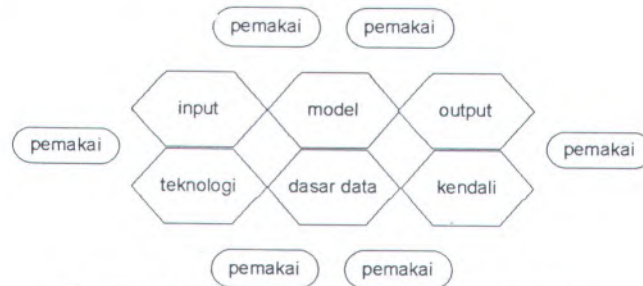 pemakai pemakai
input model output
pemakai pemakai
teknologi dasar data kendali
pemakai pemakai